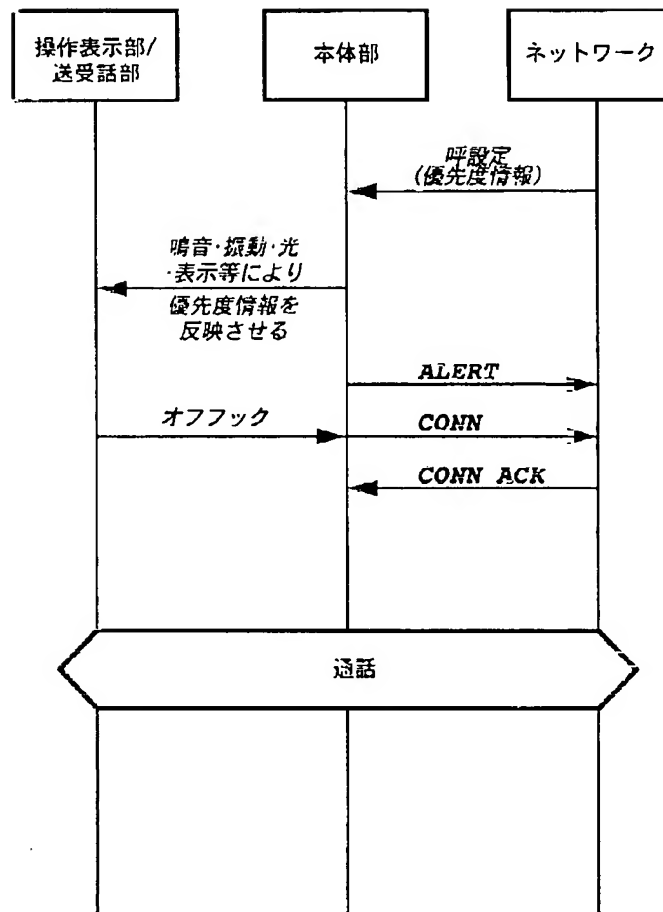 操作表示部/
送受話部
本体部
ネットワーク
呼設定
(優先度情報)
鳴音・振動・光
・表示等により
優先度情報を
反映させる
ALERT
オフフック
CONN
CONN ACK
通話